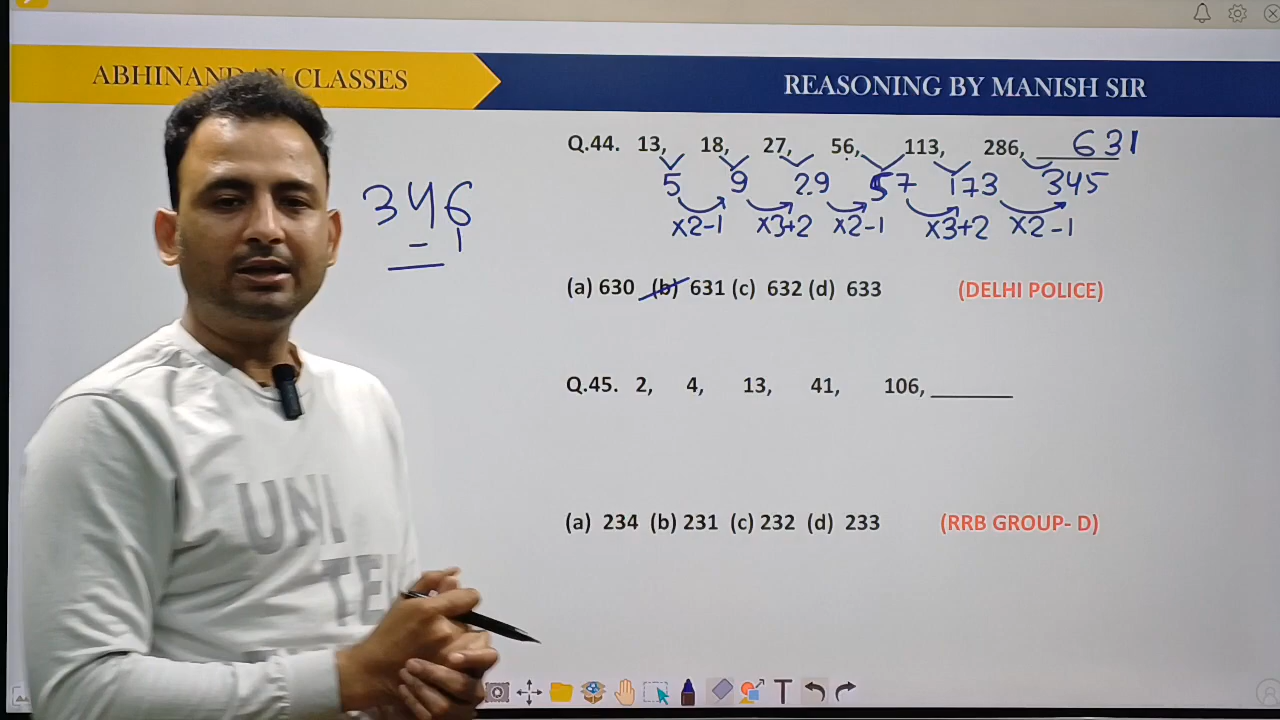 ABHINANDAN CLASSES
REASONING BY MANISH SIR
Q.44. 13, 18, 27, 56, 113, 286, 631
5 9 29 57 173 345
x2-1 x3+2 x2-1 x3+2 x2-1
346
- 1
(a) 630 (b) 631 (c) 632 (d) 633 (DELHI POLICE)
Q.45. 2, 4, 13, 41, 106, ______
(a) 234 (b) 231 (c) 232 (d) 233 (RRB GROUP- D)
T